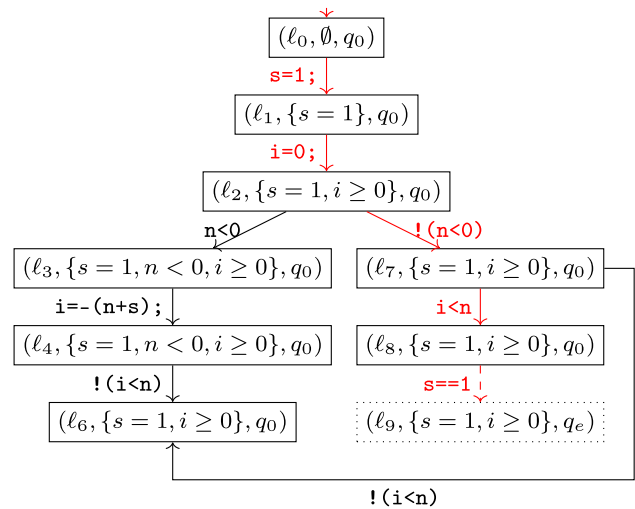 (ℓ₀, ∅, q₀)
s=1;
(ℓ₁, {s = 1}, q₀)
i=0;
(ℓ₂, {s = 1, i ≥ 0}, q₀)
n<0
!(n<0)
(ℓ₃, {s = 1, n < 0, i ≥ 0}, q₀)
(ℓ₇, {s = 1, i ≥ 0}, q₀)
i=-(n+s);
i<n
(ℓ₄, {s = 1, n < 0, i ≥ 0}, q₀)
(ℓ₈, {s = 1, i ≥ 0}, q₀)
!(i<n)
s==1
(ℓ₆, {s = 1, i ≥ 0}, q₀)
(ℓ₉, {s = 1, i ≥ 0}, qₑ)
!(i<n)